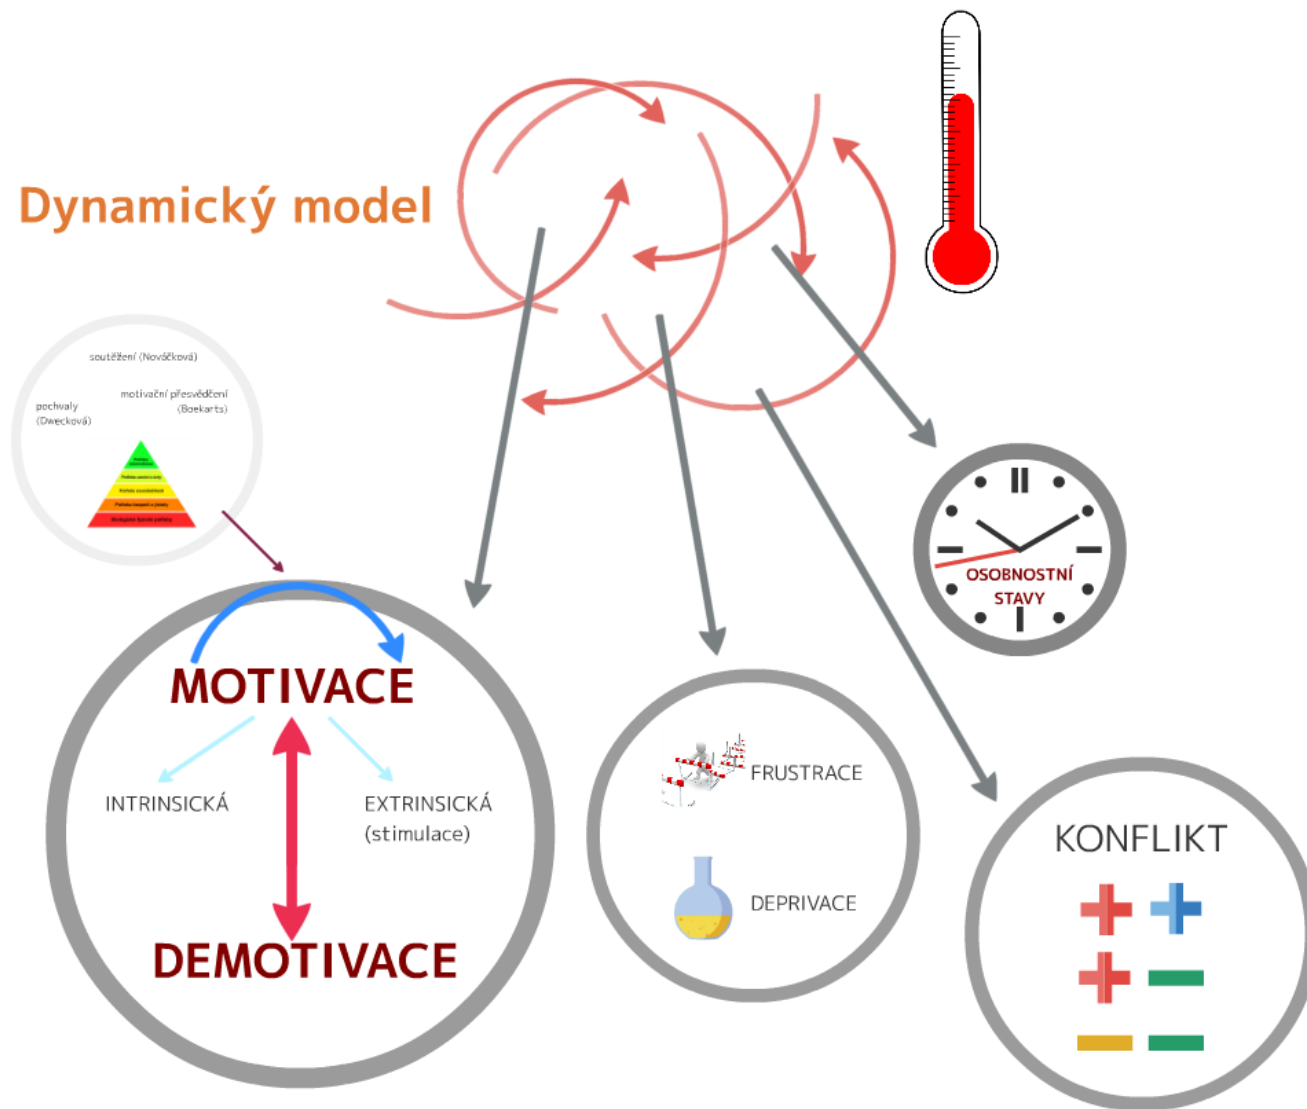 Dynamický model
soutěžení (Nováčková)
motivační přesvědčení
(Boekarts)
pochvaly
(Dwecková)
OSOBNOSTNÍ
STAVY
MOTIVACE
INTRINSICKÁ
EXTRINSICKÁ
(stimulace)
DEMOTIVACE
FRUSTRACE
DEPRIVACE
KONFLIKT